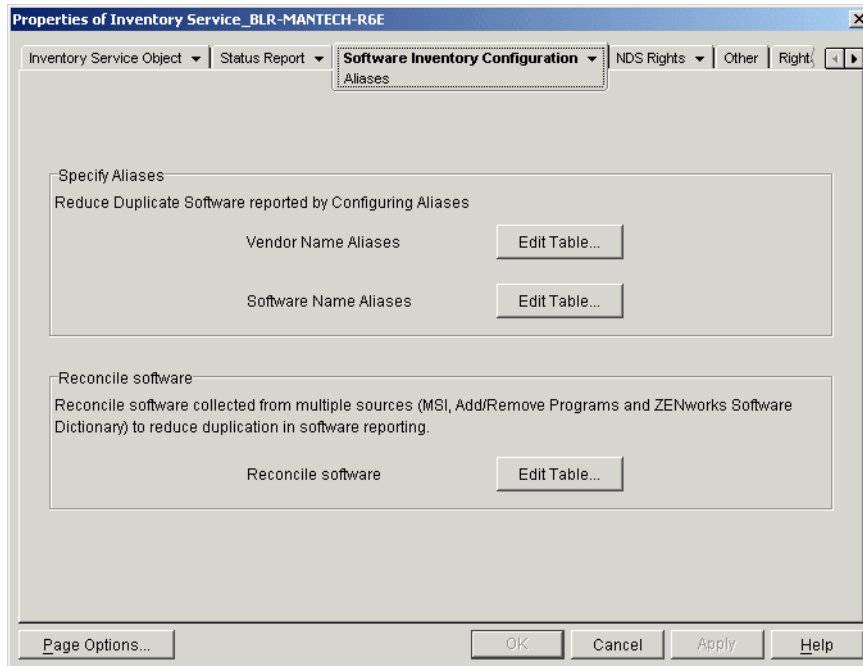 Properties of Inventory Service_BLR-MANTECH-R6E
Inventory Service Object
Status Report
Software Inventory Configuration
Aliases
NDS Rights
Other
Right
Specify Aliases
Reduce Duplicate Software reported by Configuring Aliases
Vendor Name Aliases
Edit Table...
Software Name Aliases
Edit Table...
Reconcile software
Reconcile software collected from multiple sources (MSI, Add/Remove Programs and ZENworks Software
Dictionary) to reduce duplication in software reporting.
Reconcile software
Edit Table...
Page Options...
OK
Cancel
Apply
Help